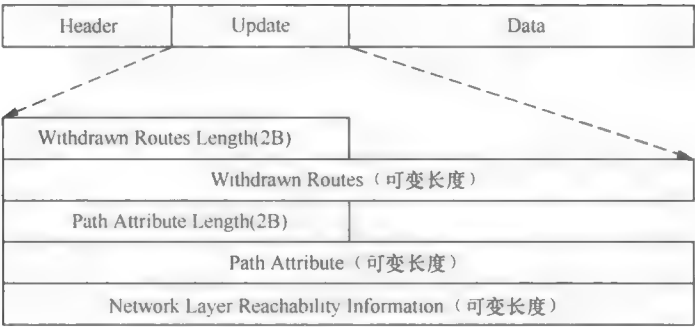 Header Update Data
Withdrawn Routes Length(2B)
Withdrawn Routes（可变长度）
Path Attribute Length(2B)
Path Attribute（可变长度）
Network Layer Reachability Information（可变长度）